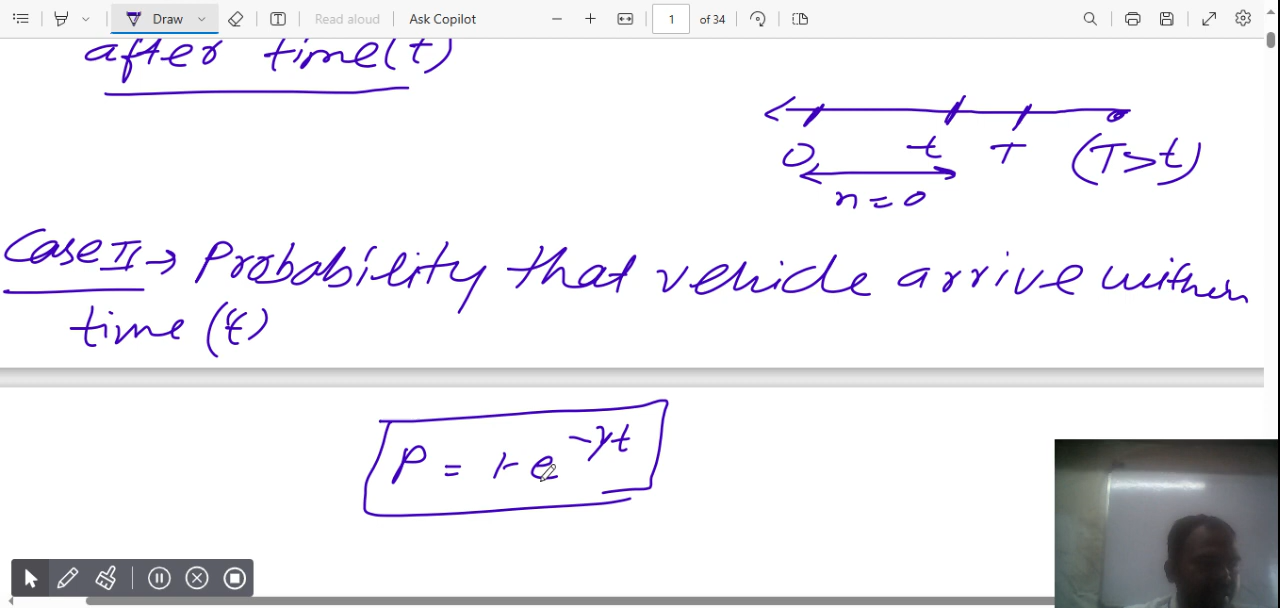 Draw
Read aloud
Ask Copilot
1 of 34
after time(t)
0 t T (T>t)
n=0
Case II → Probability that vehicle arrive within
time (t)
P = 1-e^-λt